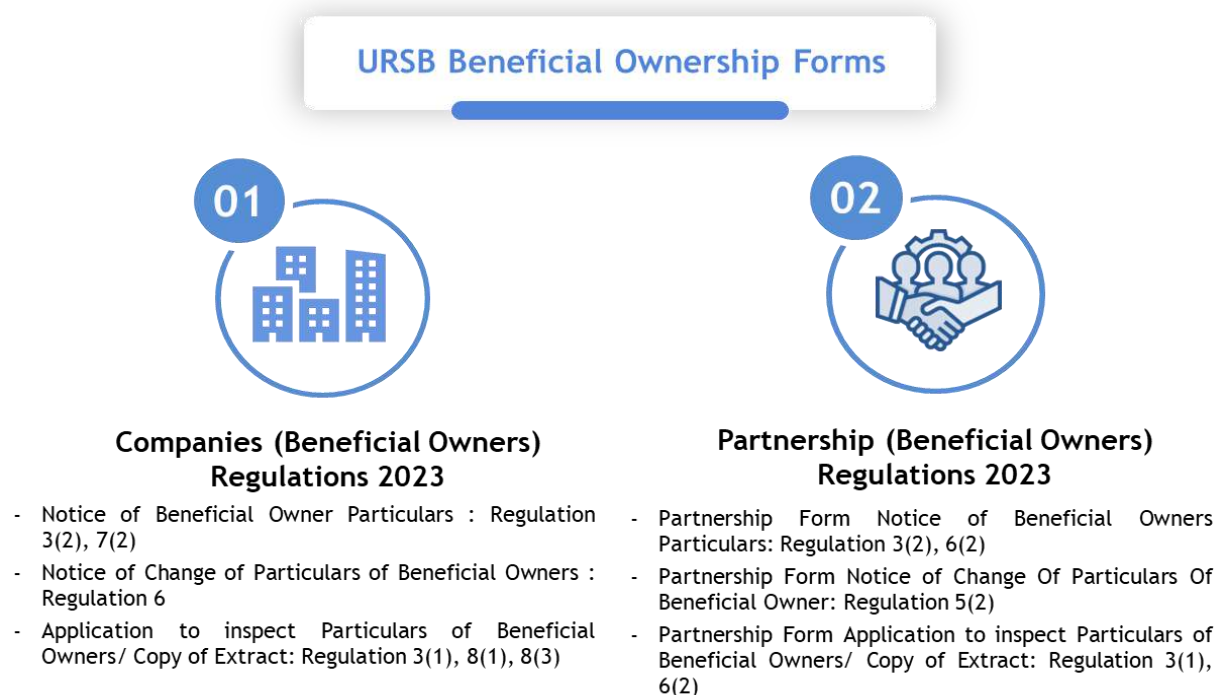 URSB Beneficial Ownership Forms
01
Companies (Beneficial Owners)
Regulations 2023
- Notice of Beneficial Owner Particulars : Regulation
3(2), 7(2)
- Notice of Change of Particulars of Beneficial Owners :
Regulation 6
- Application to inspect Particulars of Beneficial
Owners/ Copy of Extract: Regulation 3(1), 8(1), 8(3)
02
Partnership (Beneficial Owners)
Regulations 2023
- Partnership Form Notice of Beneficial Owners
Particulars: Regulation 3(2), 6(2)
- Partnership Form Notice of Change Of Particulars Of
Beneficial Owner: Regulation 5(2)
- Partnership Form Application to inspect Particulars of
Beneficial Owners/ Copy of Extract: Regulation 3(1),
6(2)